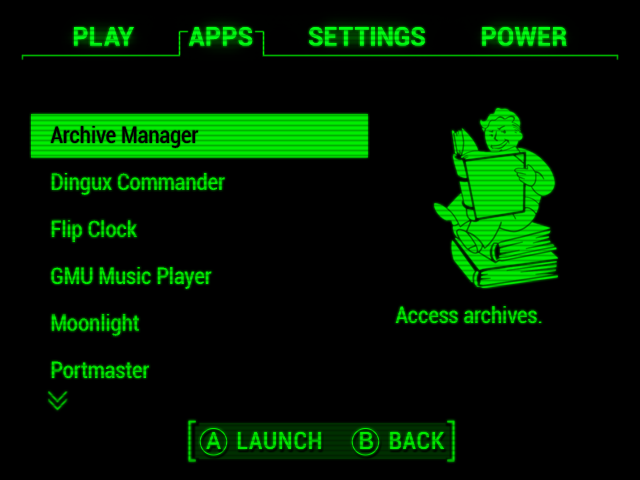 PLAY APPS SETTINGS POWER
Archive Manager
Dingux Commander
Flip Clock
GMU Music Player
Moonlight
Portmaster
Access archives.
A LAUNCH B BACK